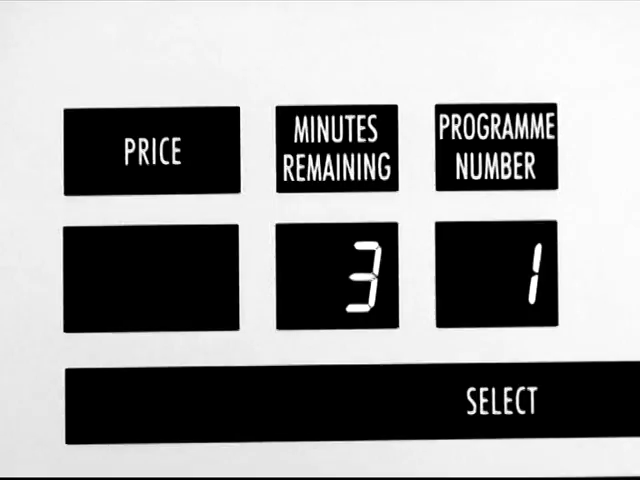 PRICE
MINUTES
REMAINING
PROGRAMME
NUMBER
3
1
SELECT